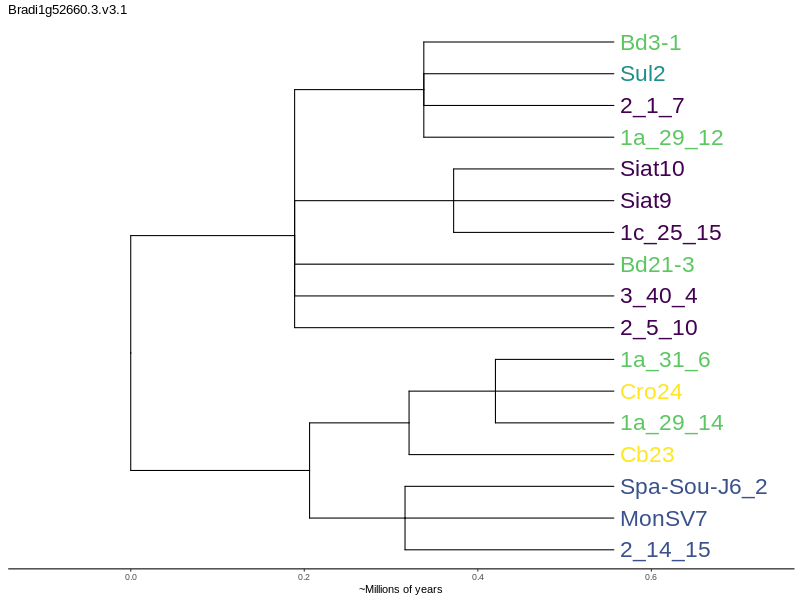 Bradi1g52660.3.v3.1
Bd3-1
Sul2
2_1_7
1a_29_12
Siat10
Siat9
1c_25_15
Bd21-3
3_40_4
2_5_10
1a_31_6
Cro24
1a_29_14
Cb23
Spa-Sou-J6_2
MonSV7
2_14_15
0.0 0.2 0.4 0.6
~Millions of years